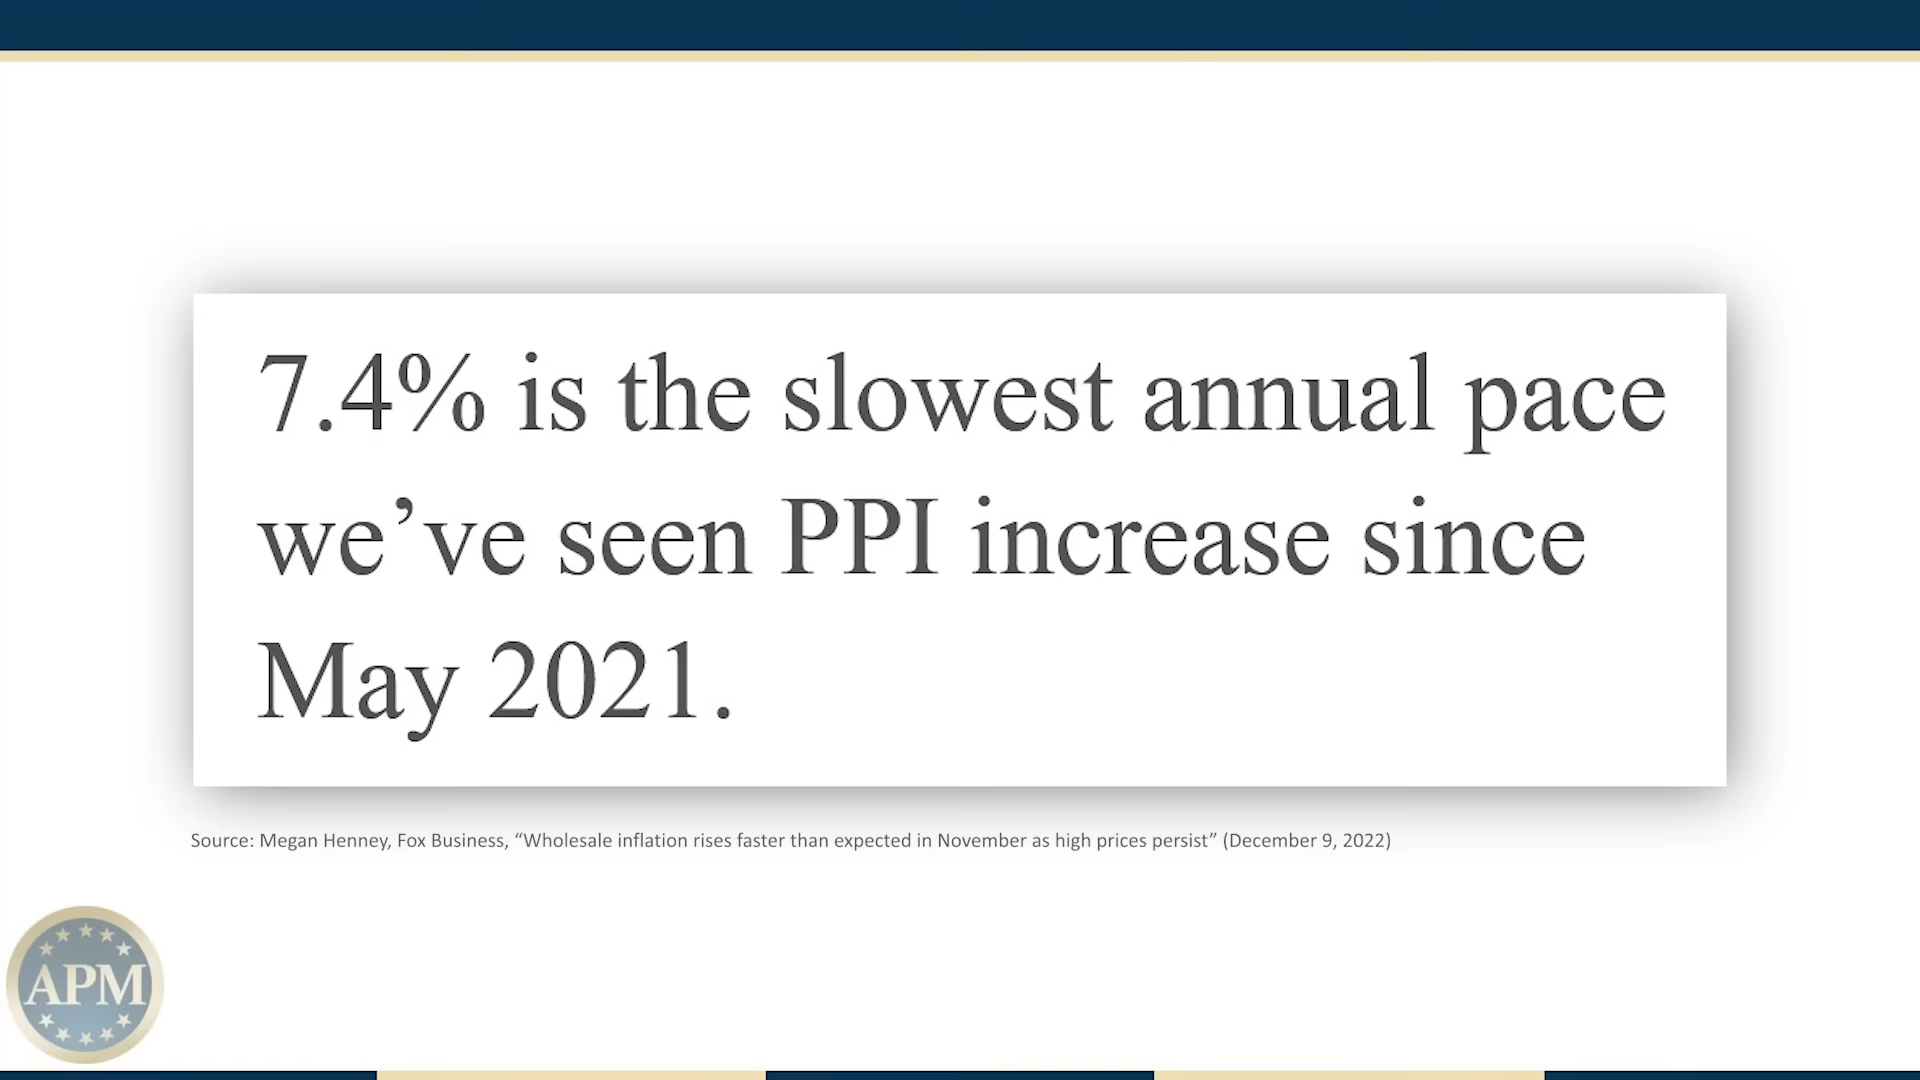 7.4% is the slowest annual pace
we’ve seen PPI increase since
May 2021.
Source: Megan Henney, Fox Business, “Wholesale inflation rises faster than expected in November as high prices persist” (December 9, 2022)
APM